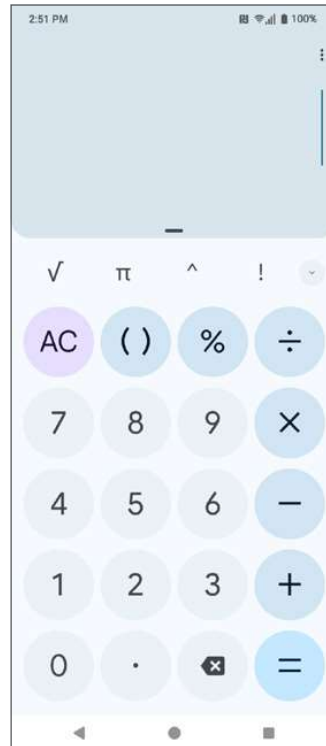 2:51 PM 100%
√ π ^ !
AC ( ) % ÷
7 8 9 ×
4 5 6 −
1 2 3 +
0 . =